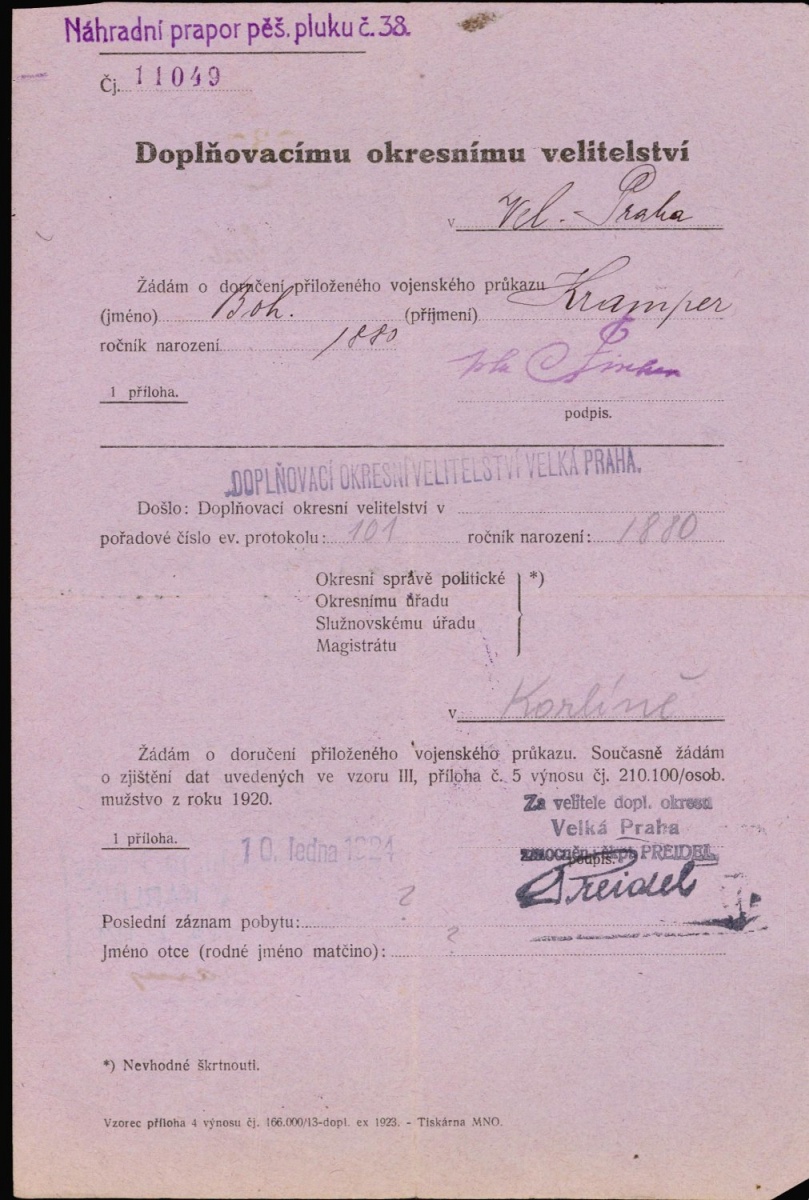 Náhradní prapor pěš. pluku č. 38.
Čj. 11049
Doplňovacímu okresnímu velitelství
v Vel. - Praha
Žádám o doručení přiloženého vojenského průkazu
(jméno) Boh. (příjmení) Kramper
ročník narození 1880
1 příloha.
podpis.
DOPLŇOVACÍ OKRESNÍ VELITELSTVÍ VELKÁ PRAHA.
Došlo: Doplňovací okresní velitelství v
pořadové číslo ev. protokolu: 101 ročník narození: 1880
Okresní správě politické *)
Okresnímu úřadu
Služnovskému úřadu
Magistrátu
v Karlíně
Žádám o doručení přiloženého vojenského průkazu. Současně žádám
o zjištění dat uvedených ve vzoru III, příloha č. 5 výnosu čj. 210.100/osob.
mužstvo z roku 1920.
Za velitele dopl. okresu
Velká Praha
1 příloha. 10. ledna 1924
zmocněn: škpt. PREIDEL,
podpis.
Preidel
Poslední záznam pobytu: ?
Jméno otce (rodné jméno matčino): ?
*) Nevhodné škrtnouti.
Vzorec příloha 4 výnosu čj. 166.000/13-dopl. ex 1923. - Tiskárna MNO.